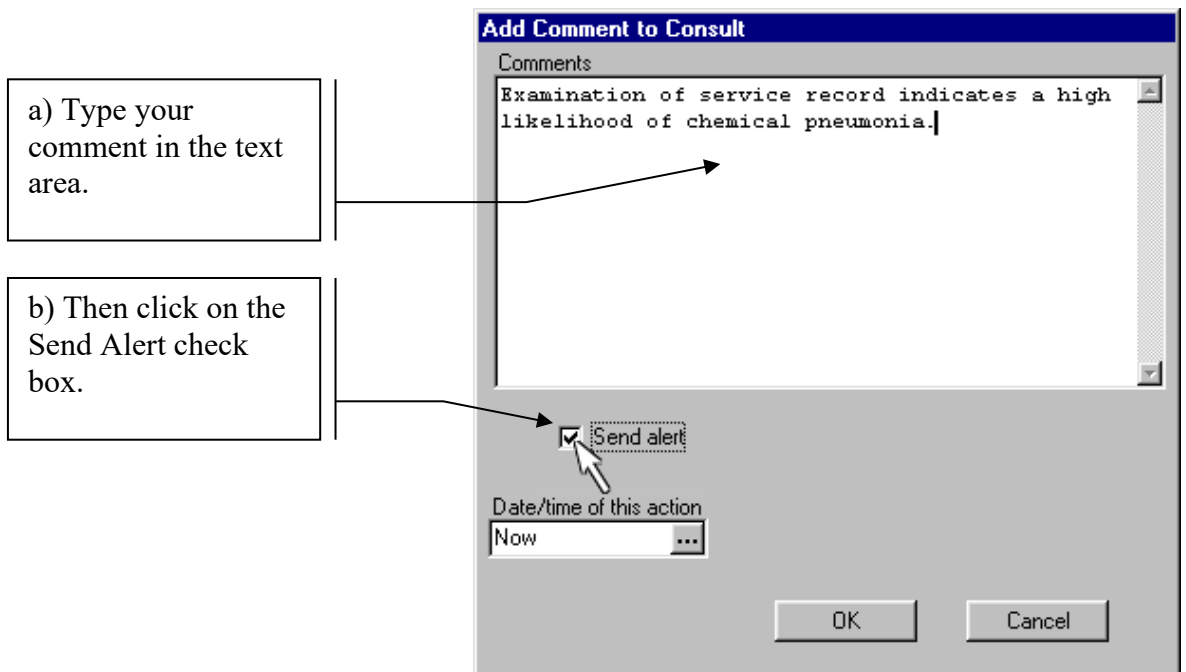 a) Type your
comment in the text
area.
b) Then click on the
Send Alert check
box.
Add Comment to Consult
Comments
Examination of service record indicates a high
likelihood of chemical pneumonia.
Send alert
Date/time of this action
Now
...
OK
Cancel